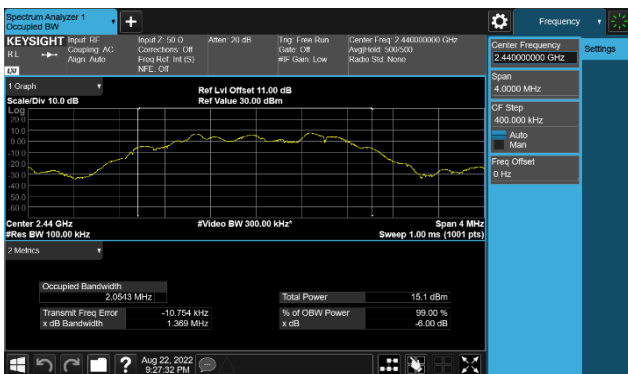 Spectrum Analyzer 1
Occupied BW
+
Frequency
KEYSIGHT Input: RF
RL
Coupling: AC
Align: Auto
LXI
Input Z: 50 Ω
Corrections: Off
Freq Ref: Int (S)
NFE: Off
Atten: 20 dB
Trig: Free Run
Gate: Off
#IF Gain: Low
Center Freq: 2.440000000 GHz
Avg|Hold: 500/500
Radio Std: None
Center Frequency
2.440000000 GHz
Settings
Span
4.0000 MHz
CF Step
400.000 kHz
Auto
Man
Freq Offset
0 Hz
1 Graph
Scale/Div 10.0 dB
Ref Lvl Offset 11.00 dB
Ref Value 30.00 dBm
Log
20.0
10.0
0.00
-10.0
-20.0
-30.0
-40.0
-50.0
-60.0
Center 2.44 GHz
#Res BW 100.00 kHz
#Video BW 300.00 kHz*
Span 4 MHz
Sweep 1.00 ms (1001 pts)
2 Metrics
Occupied Bandwidth
2.0543 MHz
Total Power 15.1 dBm
Transmit Freq Error -10.754 kHz
% of OBW Power 99.00 %
x dB Bandwidth 1.369 MHz
x dB -6.00 dB
?
Aug 22, 2022
9:27:32 PM